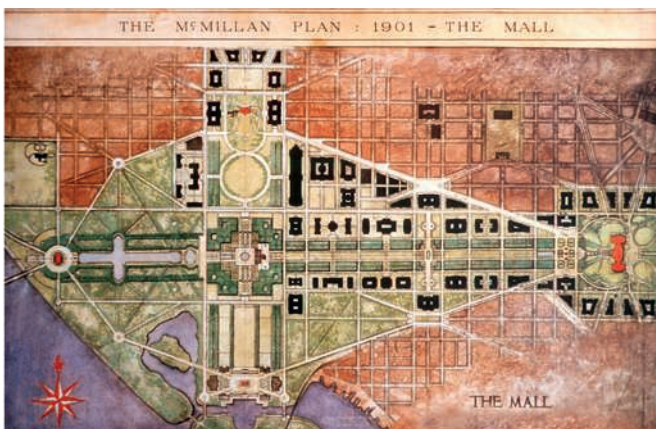 THE MᶜMILLAN PLAN : 1901 – THE MALL
THE MALL